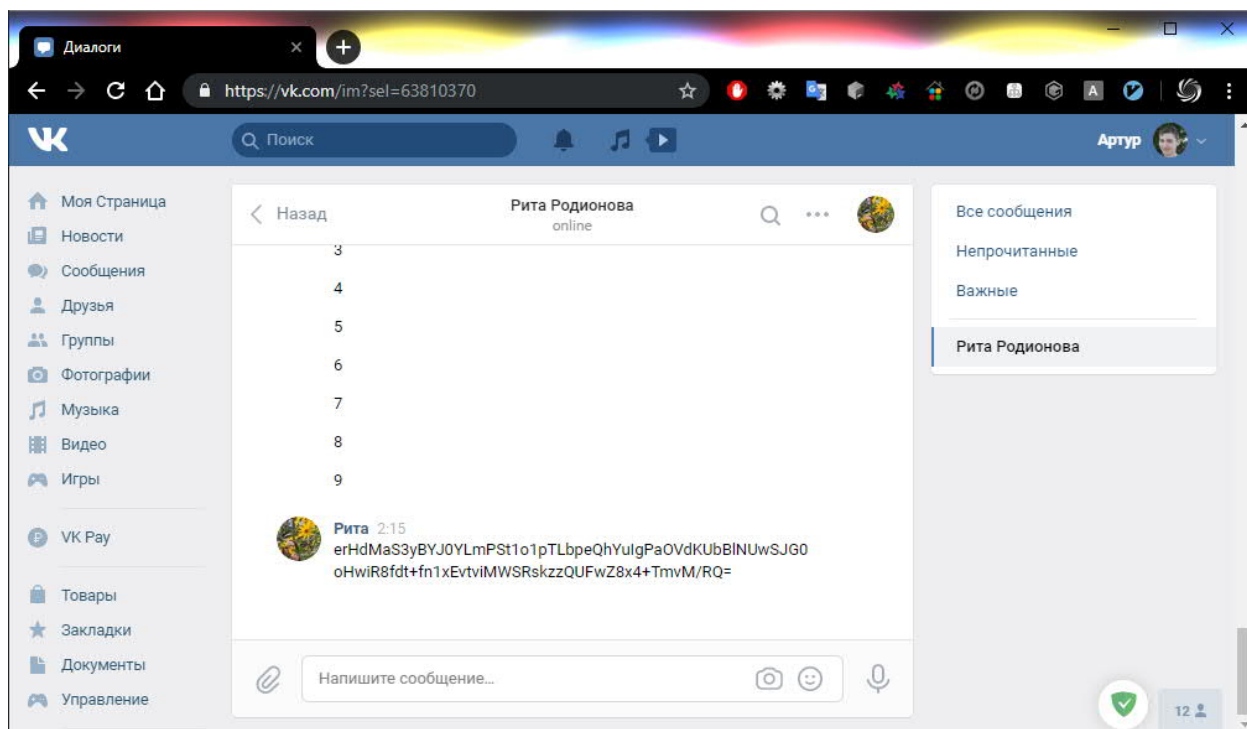 Диалоги
https://vk.com/im?sel=63810370
Поиск
Артур
Моя Страница
Новости
Сообщения
Друзья
Группы
Фотографии
Музыка
Видео
Игры
VK Pay
Товары
Закладки
Документы
Управление
Назад
Рита Родионова
online
3
4
5
6
7
8
9
Рита 2:15
erHdMaS3yBYJ0YLmPSt1o1pTLbpeQhYuIgPaOVdKUbBlNUwSJG0
oHwiR8fdt+fn1xEvtviMWSRskzzQUFwZ8x4+TmvM/RQ=
Напишите сообщение...
Все сообщения
Непрочитанные
Важные
Рита Родионова
12